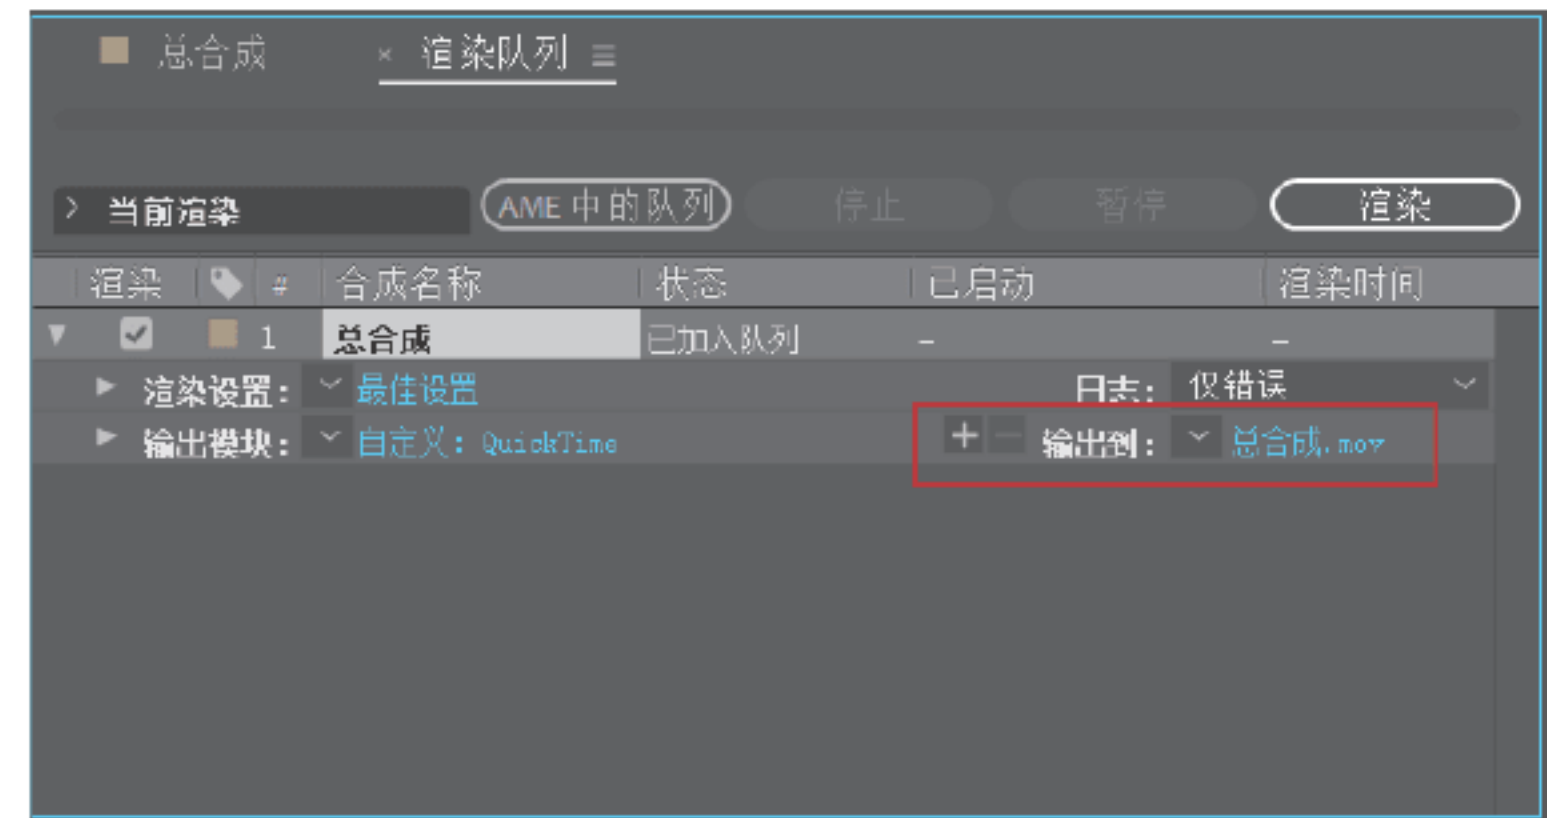 总合成 × 渲染队列 ≡
> 当前渲染 AME 中的队列 停止 暂停 渲染
渲染 # 合成名称 状态 已启动 渲染时间
1 总合成 已加入队列 - -
渲染设置: 最佳设置 日志: 仅错误
输出模块: 自定义: QuickTime + - 输出到: 总合成.mov